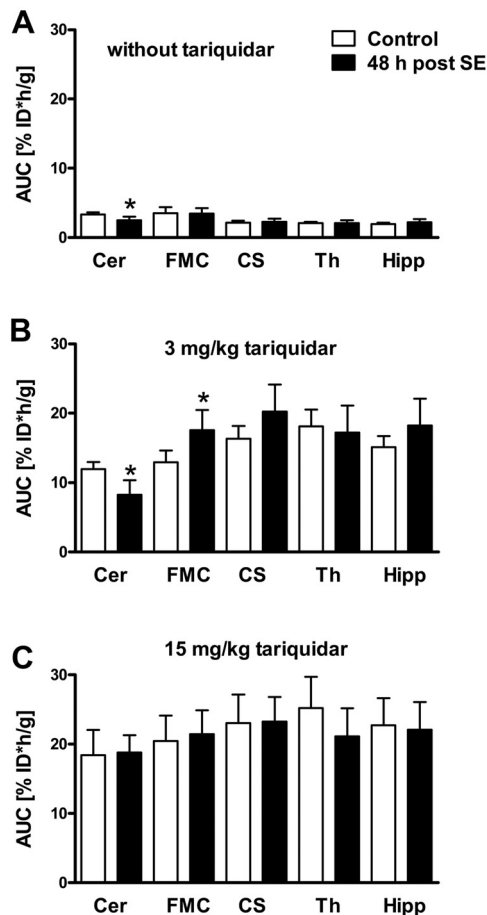 A
without tariquidar
Control
48 h post SE
AUC [% ID*h/g]
30
20
10
0
*
Cer FMC CS Th Hipp
B
3 mg/kg tariquidar
AUC [% ID*h/g]
30
20
10
0
*
*
Cer FMC CS Th Hipp
C
15 mg/kg tariquidar
AUC [% ID*h/g]
30
20
10
0
Cer FMC CS Th Hipp